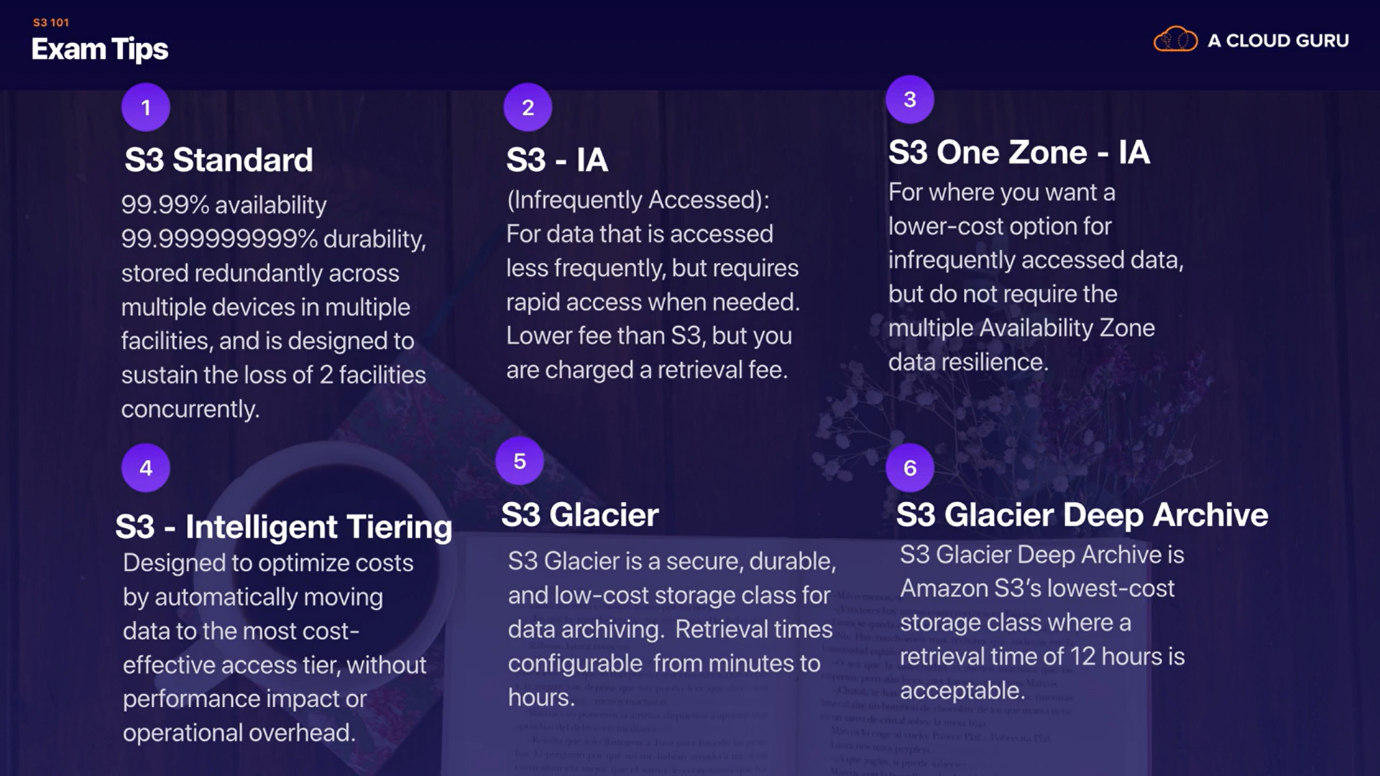 S3 101
Exam Tips
A CLOUD GURU
1
S3 Standard
99.99% availability
99.999999999% durability,
stored redundantly across
multiple devices in multiple
facilities, and is designed to
sustain the loss of 2 facilities
concurrently.
2
S3 - IA
(Infrequently Accessed):
For data that is accessed
less frequently, but requires
rapid access when needed.
Lower fee than S3, but you
are charged a retrieval fee.
3
S3 One Zone - IA
For where you want a
lower-cost option for
infrequently accessed data,
but do not require the
multiple Availability Zone
data resilience.
4
S3 - Intelligent Tiering
Designed to optimize costs
by automatically moving
data to the most cost-
effective access tier, without
performance impact or
operational overhead.
5
S3 Glacier
S3 Glacier is a secure, durable,
and low-cost storage class for
data archiving.  Retrieval times
configurable  from minutes to
hours.
6
S3 Glacier Deep Archive
S3 Glacier Deep Archive is
Amazon S3’s lowest-cost
storage class where a
retrieval time of 12 hours is
acceptable.